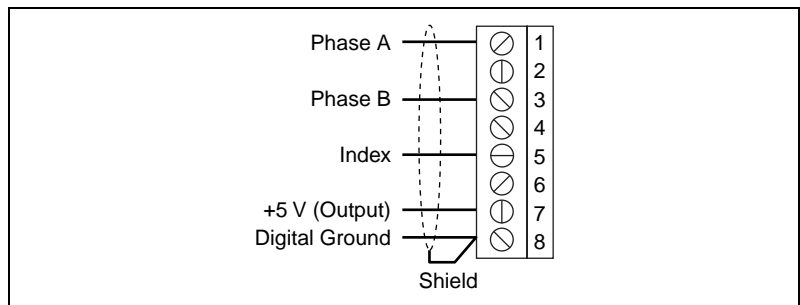 Phase A 1
2
Phase B 3
4
Index 5
6
+5 V (Output) 7
Digital Ground 8
Shield